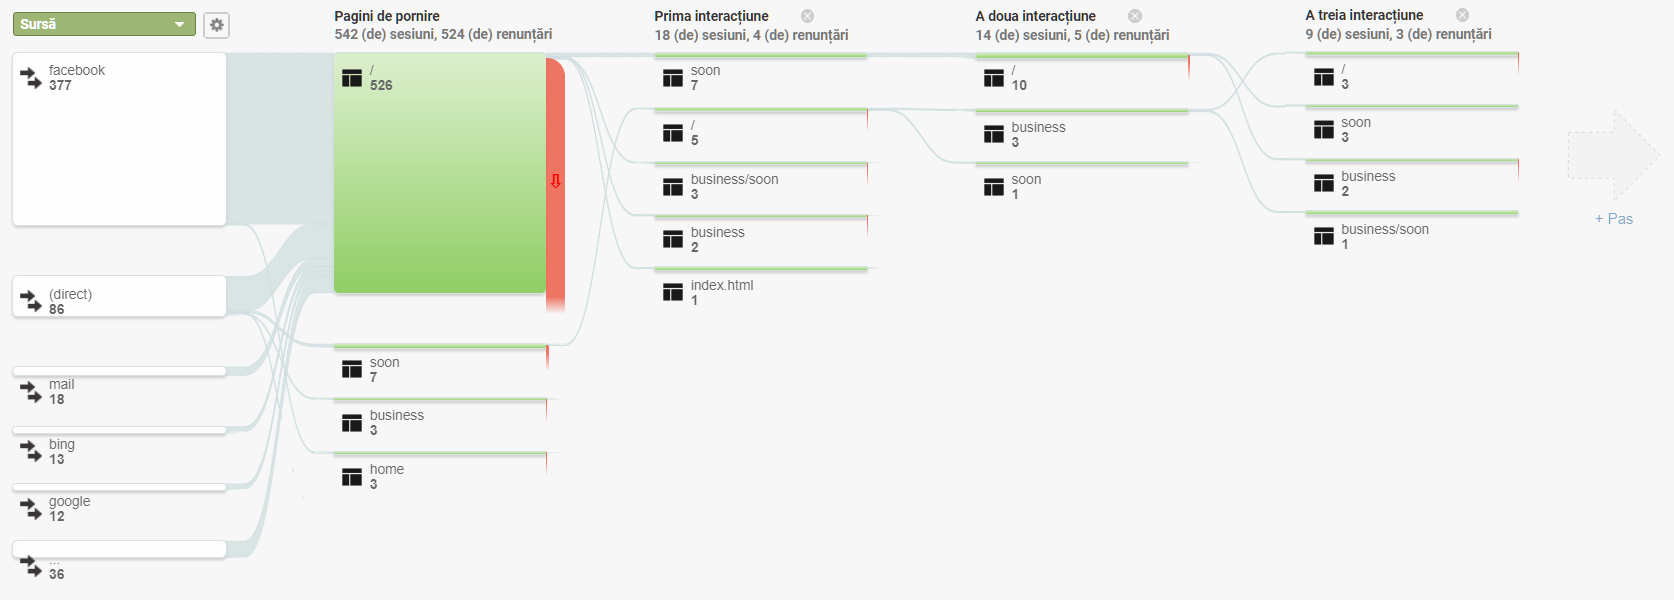 Sursă
facebook
377
(direct)
86
mail
18
bing
13
google
12
...
36
Pagini de pornire
542 (de) sesiuni, 524 (de) renunțări
/
526
soon
7
business
3
home
3
Prima interacțiune
18 (de) sesiuni, 4 (de) renunțări
soon
7
/
5
business/soon
3
business
2
index.html
1
A doua interacțiune
14 (de) sesiuni, 5 (de) renunțări
/
10
business
3
soon
1
A treia interacțiune
9 (de) sesiuni, 3 (de) renunțări
/
3
soon
3
business
2
business/soon
1
+ Pas